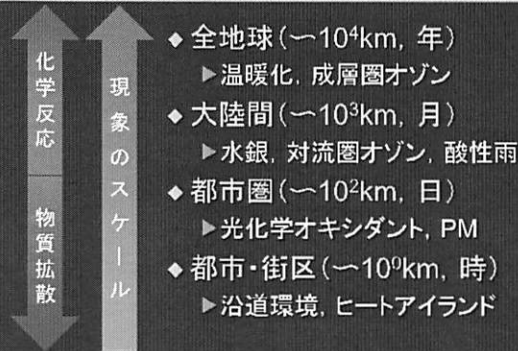 化学反応
物質拡散
現象のスケール
◆ 全地球(～10⁴km, 年)
▶温暖化, 成層圏オゾン
◆ 大陸間(～10³km, 月)
▶水銀, 対流圏オゾン, 酸性雨
◆ 都市圏(～10²km, 日)
▶光化学オキシダント, PM
◆ 都市・街区(～10⁰km, 時)
▶沿道環境, ヒートアイランド